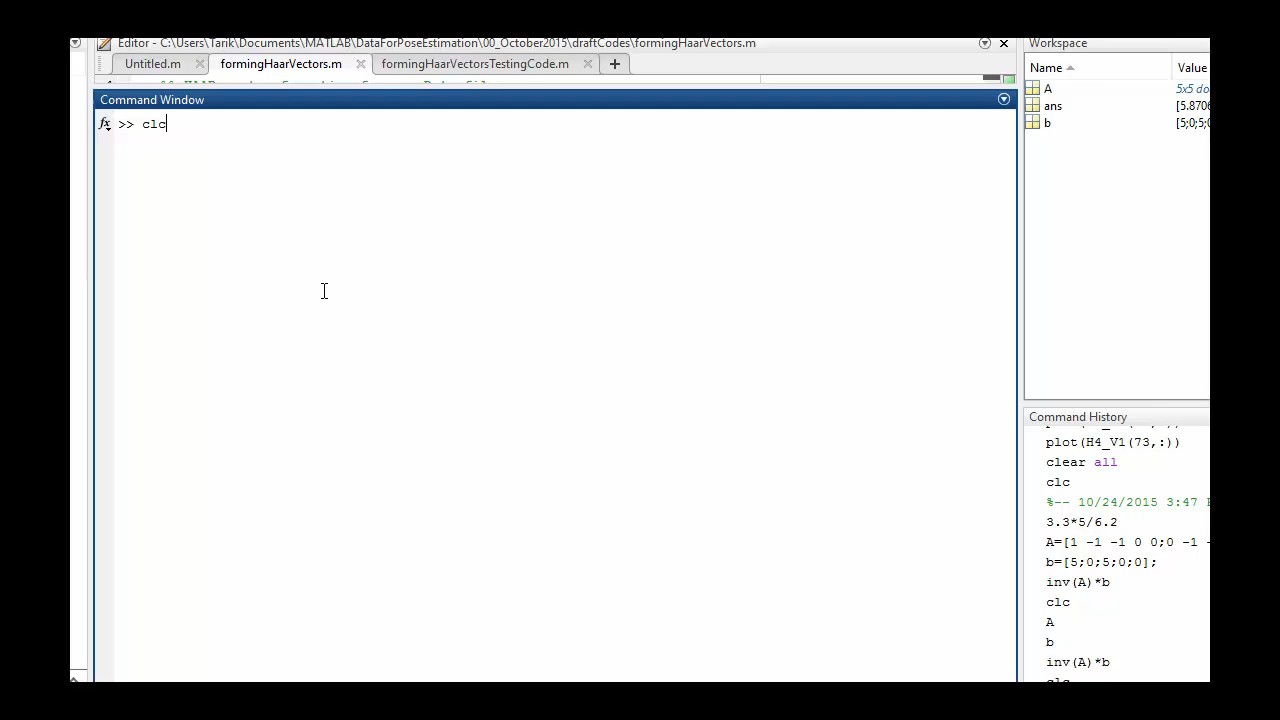 Editor - C:\Users\Tarik\Documents\MATLAB\DataForPoseEstimation\00_October2015\draftCodes\formingHaarVectors.m
Untitled.m formingHaarVectors.m formingHaarVectorsTestingCode.m +
Command Window
fx >> clc
Workspace
Name Value
A 5x5 do
ans [5.8706
b [5;0;5;0
Command History
plot(H4_V1(73,:))
clear all
clc
%-- 10/24/2015 3:47
3.3*5/6.2
A=[1 -1 -1 0 0;0 -1 -
b=[5;0;5;0;0];
inv(A)*b
clc
A
b
inv(A)*b